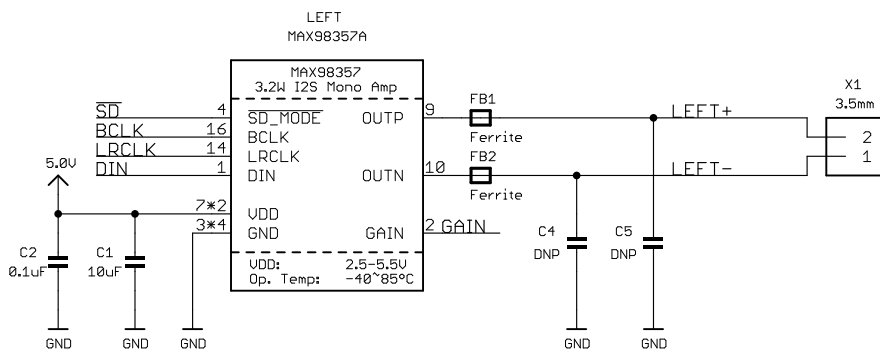 LEFT
MAX98357A
MAX98357
3.2W I2S Mono Amp
SD 4 SD_MODE OUTP 9
BCLK 16 BCLK
LRCLK 14 LRCLK
DIN 1 DIN OUTN 10
7*2 VDD
3*4 GND GAIN 2 GAIN
VDD: 2.5-5.5V
Op. Temp: -40~85°C
5.0V
C2
0.1uF
C1
10uF
GND
GND
GND
FB1
Ferrite
FB2
Ferrite
LEFT+
LEFT-
C4
DNP
C5
DNP
GND
GND
X1
3.5mm
2
1